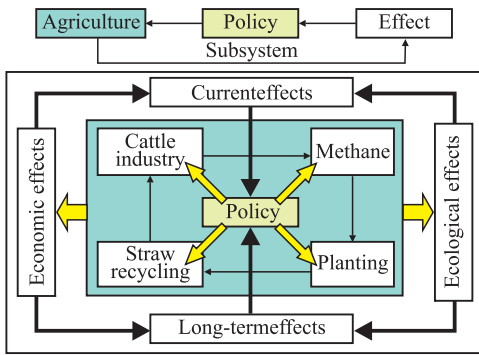 Agriculture
Policy
Effect
Subsystem
Currenteffects
Economic effects
Cattle
industry
Methane
Policy
Straw
recycling
Planting
Ecological effects
Long-termeffects